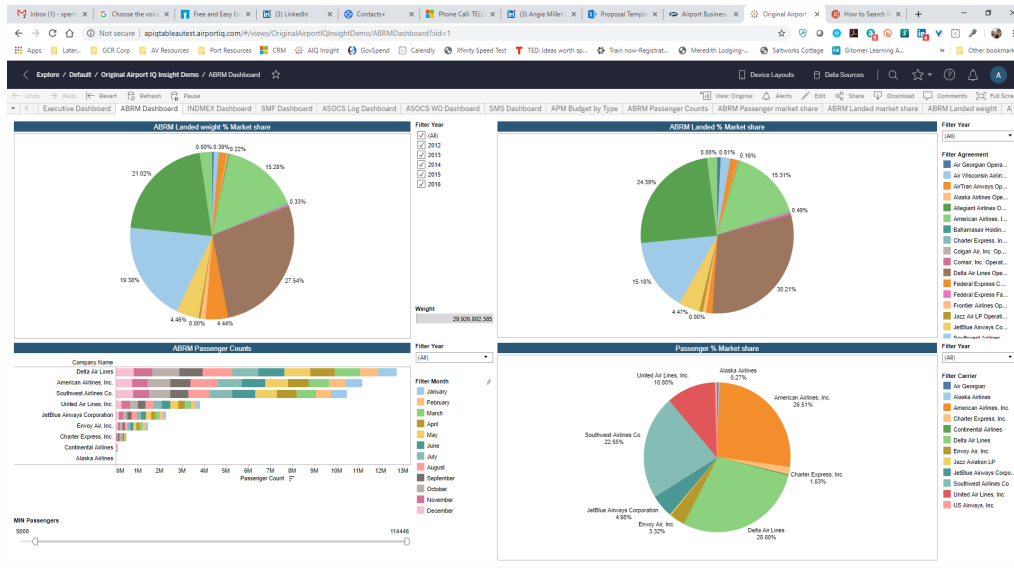 Inbox (1) - spenc
Choose the voice
Free and Easy Em
(3) LinkedIn
Contacts+
Phone Call: TELC
(3) Angie Miller
Proposal Templa
Airport Business
Original Airport
How to Search
Not secure | apiqtableautest.airportiq.com/#/views/OriginalAirportIQInsightDemo/ABRMDashboard?:iid=1
Apps
Later...
GCR Corp
AV Resources
Port Resources
CRM
AIQ Insight
GovSpend
Calendly
Xfinity Speed Test
TED: Ideas worth sp...
Train now-Registrat...
Meredith Lodging-...
Saltworks Cottage
Gitomer Learning A...
Other bookmark
Explore / Default / Original Airport IQ Insight Demo / ABRM Dashboard
Device Layouts
Data Sources
A
Undo
Redo
Revert
Refresh
Pause
View: Original
Alerts
Edit
Share
Download
Comments
Full Scre
Executive Dashboard
ABRM Dashboard
INDMEX Dashboard
SMF Dashboard
ASOCS Log Dashboard
ASOCS WO Dashboard
SMS Dashboard
APM Budget by Type
ABRM Passenger Counts
ABRM Passenger market share
ABRM Landed market share
ABRM Landed weight
A
ABRM Landed weight % Market share
0.00%
0.39%
0.22%
15.28%
0.33%
27.54%
4.44%
0.00%
4.46%
19.38%
21.02%
Filter Year
(All)
2012
2013
2014
2015
2016
Weight
29,926,802,385
ABRM Landed % Market share
0.00%
0.81%
0.16%
15.31%
0.49%
30.21%
0.00%
4.47%
15.18%
24.39%
Filter Year
(All)
Filter Agreement
Air Georgian Opera...
Air Wisconsin Airlin...
AirTran Airways Op...
Alaska Airlines Ope...
Allegiant Airlines O...
American Airlines, I...
Bahamasair Holdin...
Charter Express, In...
Colgan Air, Inc. Op...
Comair, Inc. Operat...
Delta Air Lines Ope...
Federal Express C...
Federal Express Fa...
Frontier Airlines Op...
Jazz Air LP Operati...
JetBlue Airways Co...
Southwest Airlines
ABRM Passenger Counts
Company Name
Delta Air Lines
American Airlines, Inc.
Southwest Airlines Co.
United Air Lines, Inc.
JetBlue Airways Corporation
Envoy Air, Inc.
Charter Express, Inc.
Continental Airlines
Alaska Airlines
0M 1M 2M 3M 4M 5M 6M 7M 8M 9M 10M 11M 12M 13M
Passenger Count
MIN Passengers
5000
114446
Filter Year
(All)
Filter Month
January
February
March
April
May
June
July
August
September
October
November
December
Passenger % Market share
Alaska Airlines
0.27%
American Airlines, Inc.
26.51%
Charter Express, Inc.
1.63%
Delta Air Lines
28.60%
Envoy Air, Inc.
3.32%
JetBlue Airways Corporation
4.98%
Southwest Airlines Co.
22.55%
United Air Lines, Inc.
10.80%
Filter Year
(All)
Filter Carrier
Air Georgian
Alaska Airlines
American Airlines, Inc.
Charter Express, Inc.
Continental Airlines
Delta Air Lines
Envoy Air, Inc.
Jazz Aviation LP
JetBlue Airways Corpo...
Southwest Airlines Co.
United Air Lines, Inc.
US Airways, Inc.